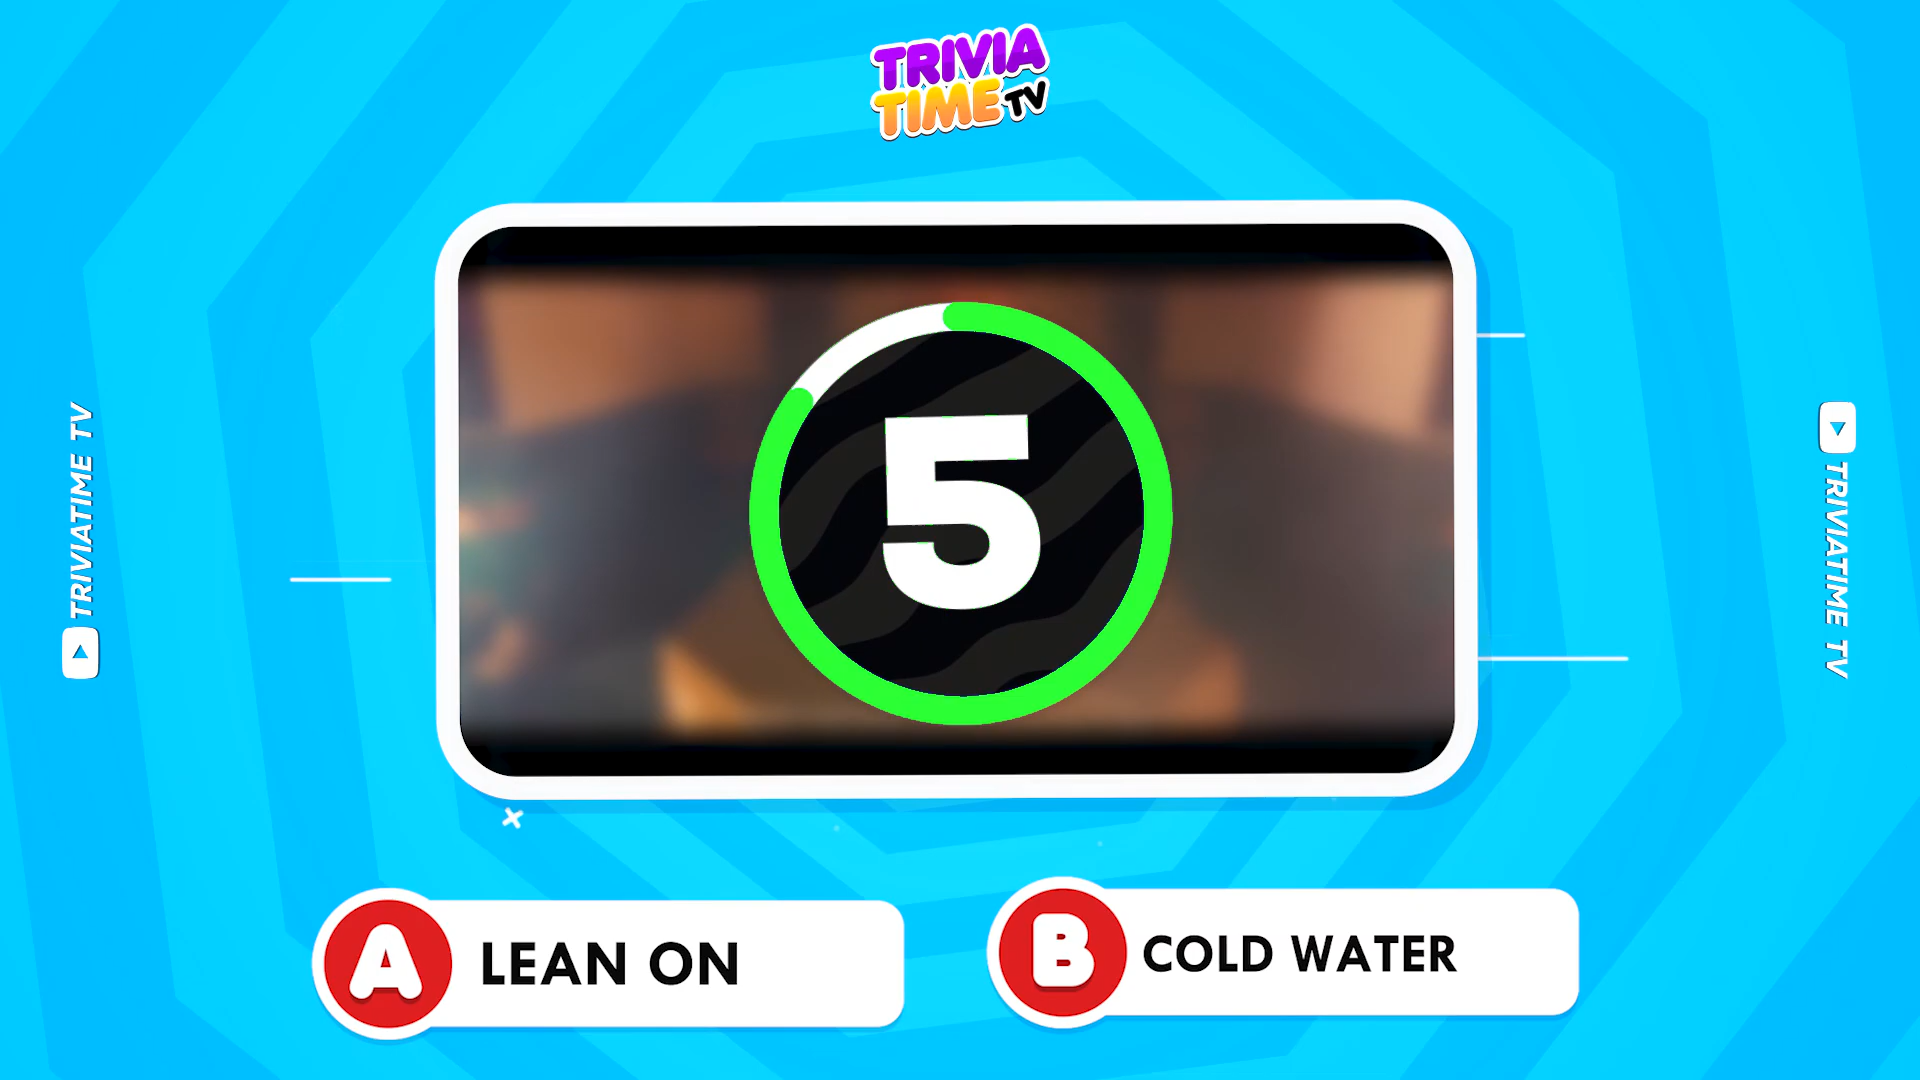 TRIVIA
TIME TV
TRIVIATIME TV
TRIVIATIME TV
5
A LEAN ON
B COLD WATER